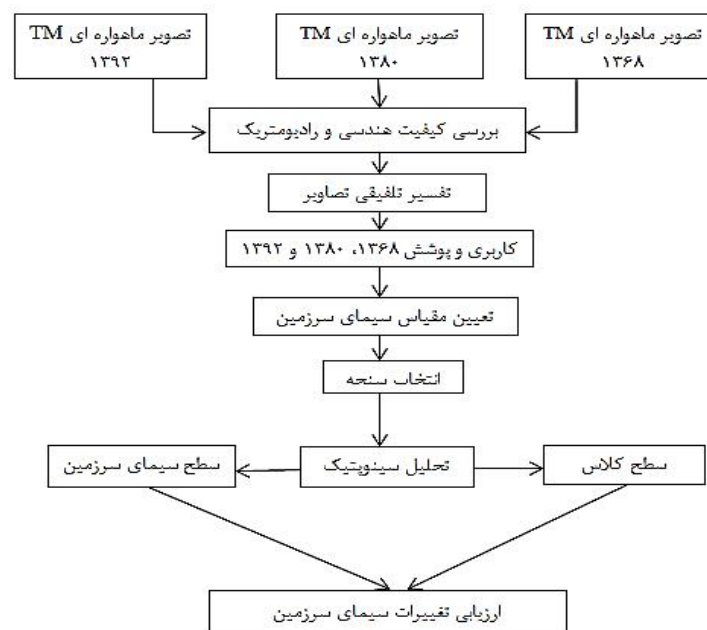 تصویر ماهواره ای TM
۱۳۶۸
تصویر ماهواره ای TM
۱۳۸۰
تصویر ماهواره ای TM
۱۳۹۲
بررسی کیفیت هندسی و رادیومتریک
تفسیر تلفیقی تصاویر
کاربری و پوشش ۱۳۶۸، ۱۳۸۰ و ۱۳۹۲
تعیین مقیاس سیمای سرزمین
انتخاب سنجه
سطح کلاس
تحلیل سینوپتیک
سطح سیمای سرزمین
ارزیابی تغییرات سیمای سرزمین